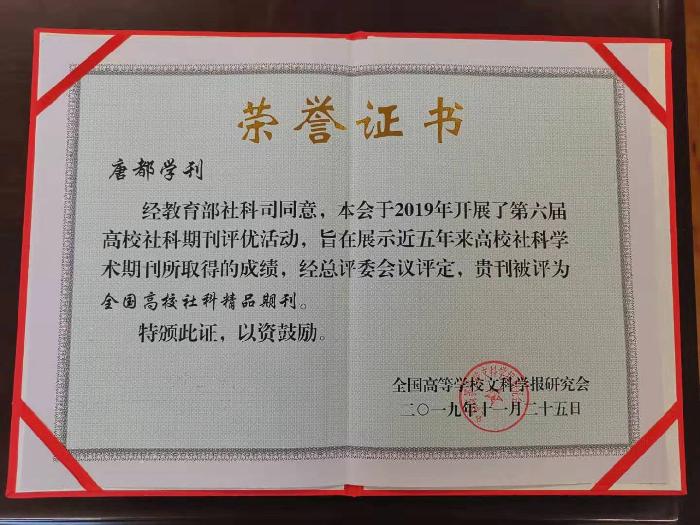 荣誉证书
唐都学刊
经教育部社科司同意，本会于2019年开展了第六届
高校社科期刊评优活动，旨在展示近五年来高校社科学
术期刊所取得的成绩，经总评委会议评定，贵刊被评为
全国高校社科精品期刊。
特颁此证，以资鼓励。
全国高等学校文科学报研究会
二〇一九年十一月二十五日